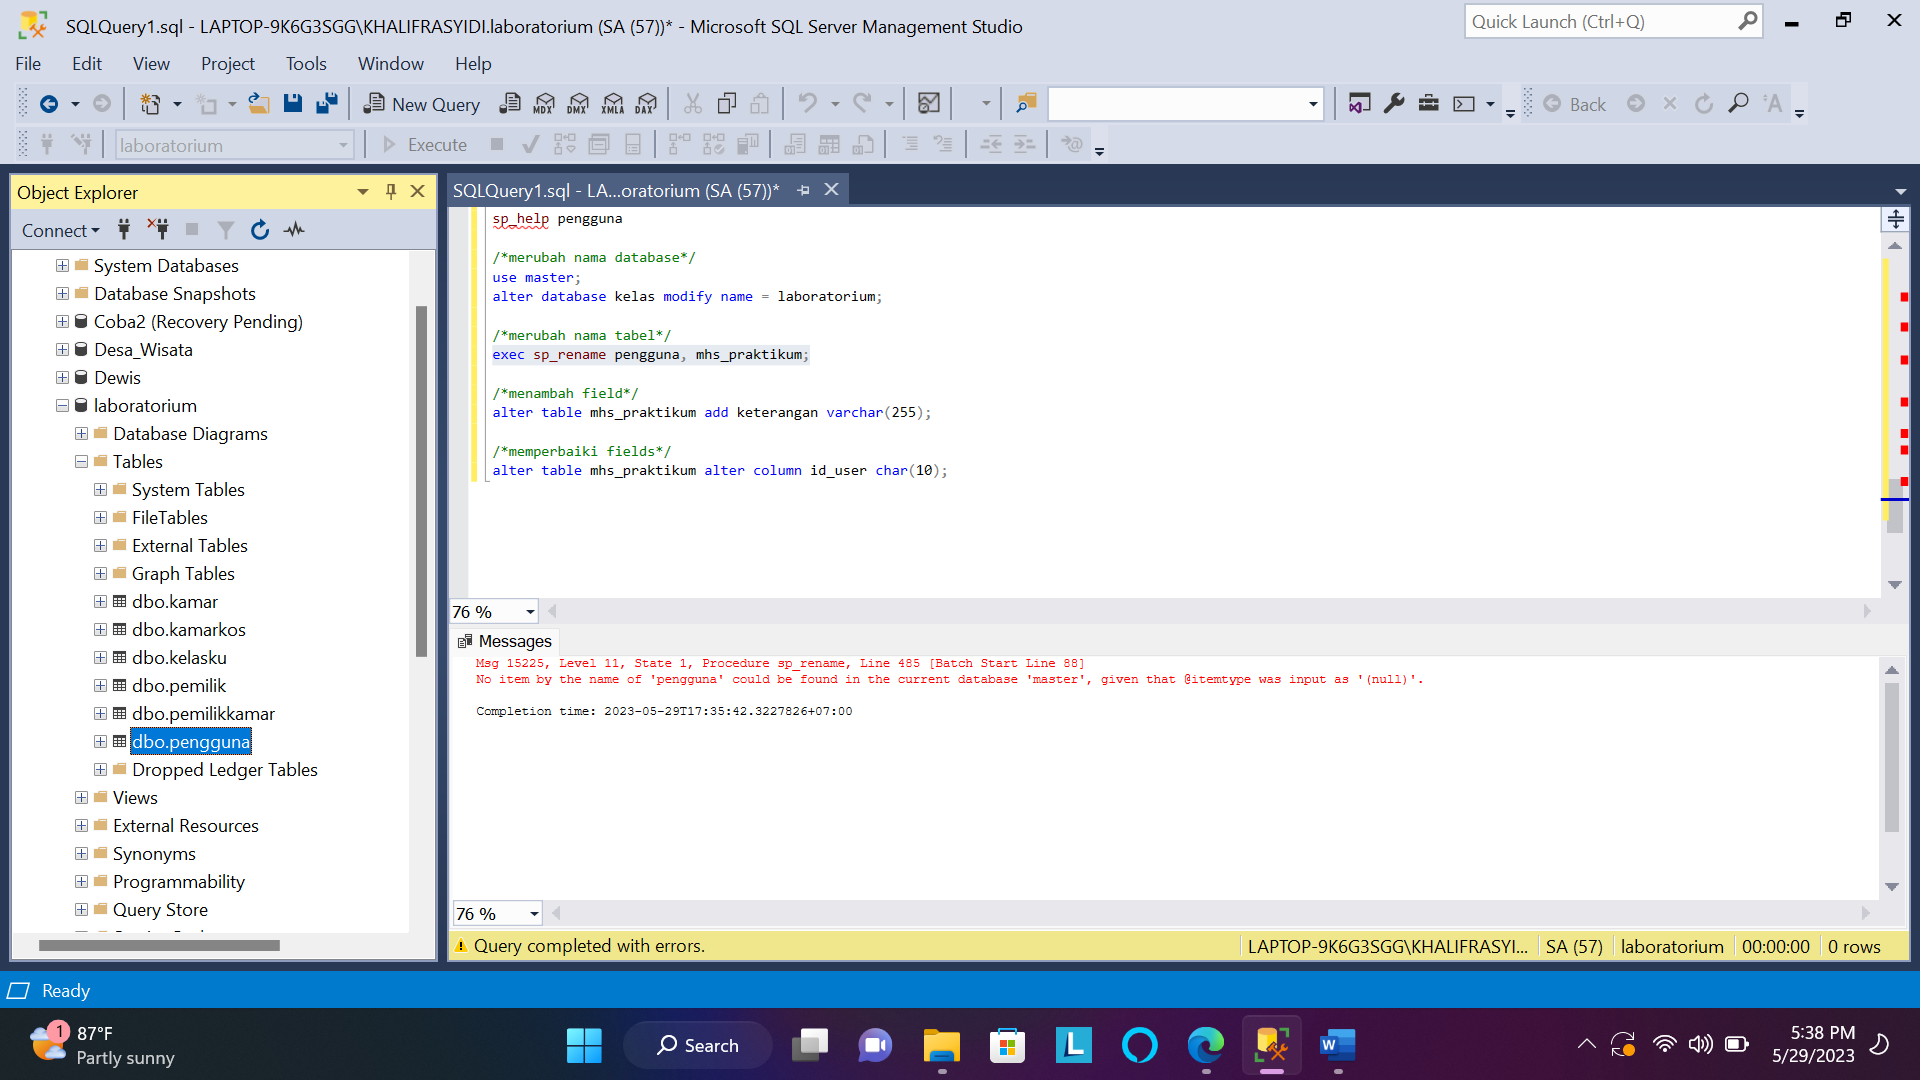 SQLQuery1.sql - LAPTOP-9K6G3SGG\KHALIFRASYIDI.laboratorium (SA (57))* - Microsoft SQL Server Management Studio
Quick Launch (Ctrl+Q)
File Edit View Project Tools Window Help
New Query MDX DMX XMLA DAX Back
laboratorium Execute
Object Explorer
Connect
System Databases
Database Snapshots
Coba2 (Recovery Pending)
Desa_Wisata
Dewis
laboratorium
Database Diagrams
Tables
System Tables
FileTables
External Tables
Graph Tables
dbo.kamar
dbo.kamarkos
dbo.kelasku
dbo.pemilik
dbo.pemilikkamar
dbo.pengguna
Dropped Ledger Tables
Views
External Resources
Synonyms
Programmability
Query Store
SQLQuery1.sql - LA...oratorium (SA (57))*
sp_help pengguna
/*merubah nama database*/
use master;
alter database kelas modify name = laboratorium;
/*merubah nama tabel*/
exec sp_rename pengguna, mhs_praktikum;
/*menambah field*/
alter table mhs_praktikum add keterangan varchar(255);
/*memperbaiki fields*/
alter table mhs_praktikum alter column id_user char(10);
76 %
Messages
Msg 15225, Level 11, State 1, Procedure sp_rename, Line 485 [Batch Start Line 88]
No item by the name of 'pengguna' could be found in the current database 'master', given that @itemtype was input as '(null)'.
Completion time: 2023-05-29T17:35:42.3227826+07:00
76 %
Query completed with errors.
LAPTOP-9K6G3SGG\KHALIFRASYI... SA (57) laboratorium 00:00:00 0 rows
Ready
1
87°F
Partly sunny
Search
5:38 PM
5/29/2023